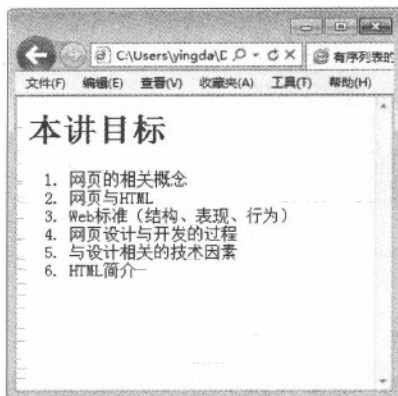 C:\Users\yingda\D
有序列表的
文件(F) 编辑(E) 查看(V) 收藏夹(A) 工具(T) 帮助(H)
本讲目标
1. 网页的相关概念
2. 网页与HTML
3. Web标准（结构、表现、行为）
4. 网页设计与开发的过程
5. 与设计相关的技术因素
6. HTML简介